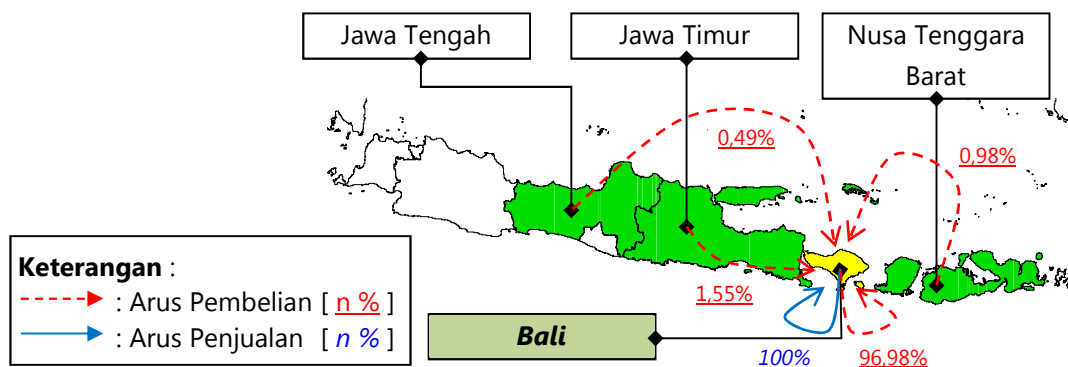 Jawa Tengah
Jawa Timur
Nusa Tenggara
Barat
0,49%
0,98%
Keterangan :
: Arus Pembelian [ n % ]
: Arus Penjualan [ n % ]
1,55%
Bali
100%
96,98%